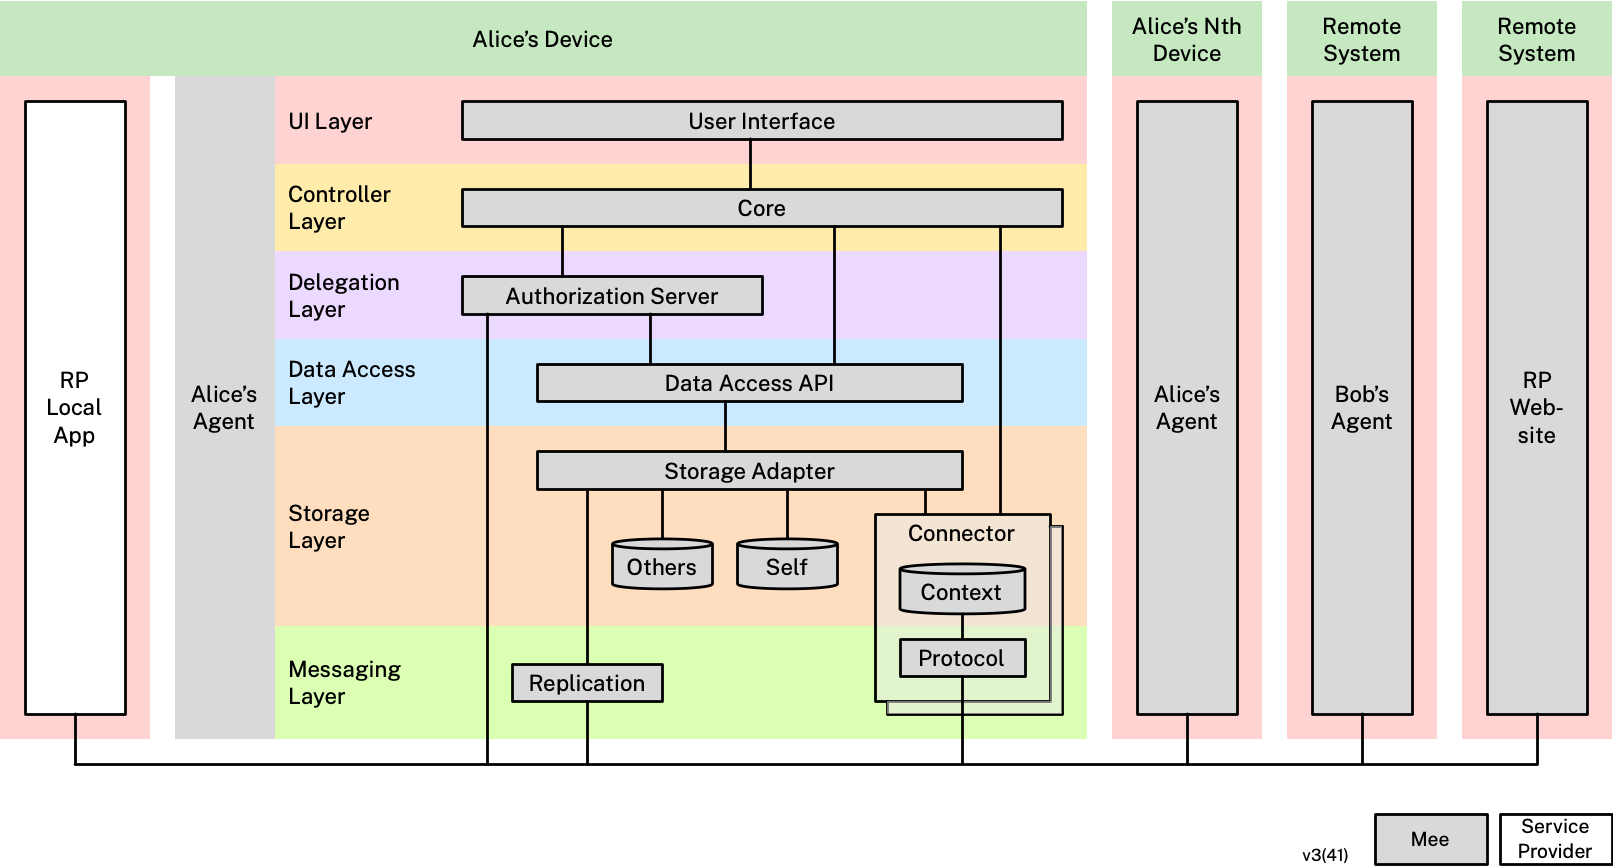 Alice's Device
Alice's Nth
Device
Remote
System
Remote
System
RP
Local
App
Alice's
Agent
UI Layer
User Interface
Controller
Layer
Core
Delegation
Layer
Authorization Server
Data Access
Layer
Data Access API
Storage
Layer
Storage Adapter
Others
Self
Connector
Context
Protocol
Messaging
Layer
Replication
Alice's
Agent
Bob's
Agent
RP
Web-
site
v3(41)
Mee
Service
Provider